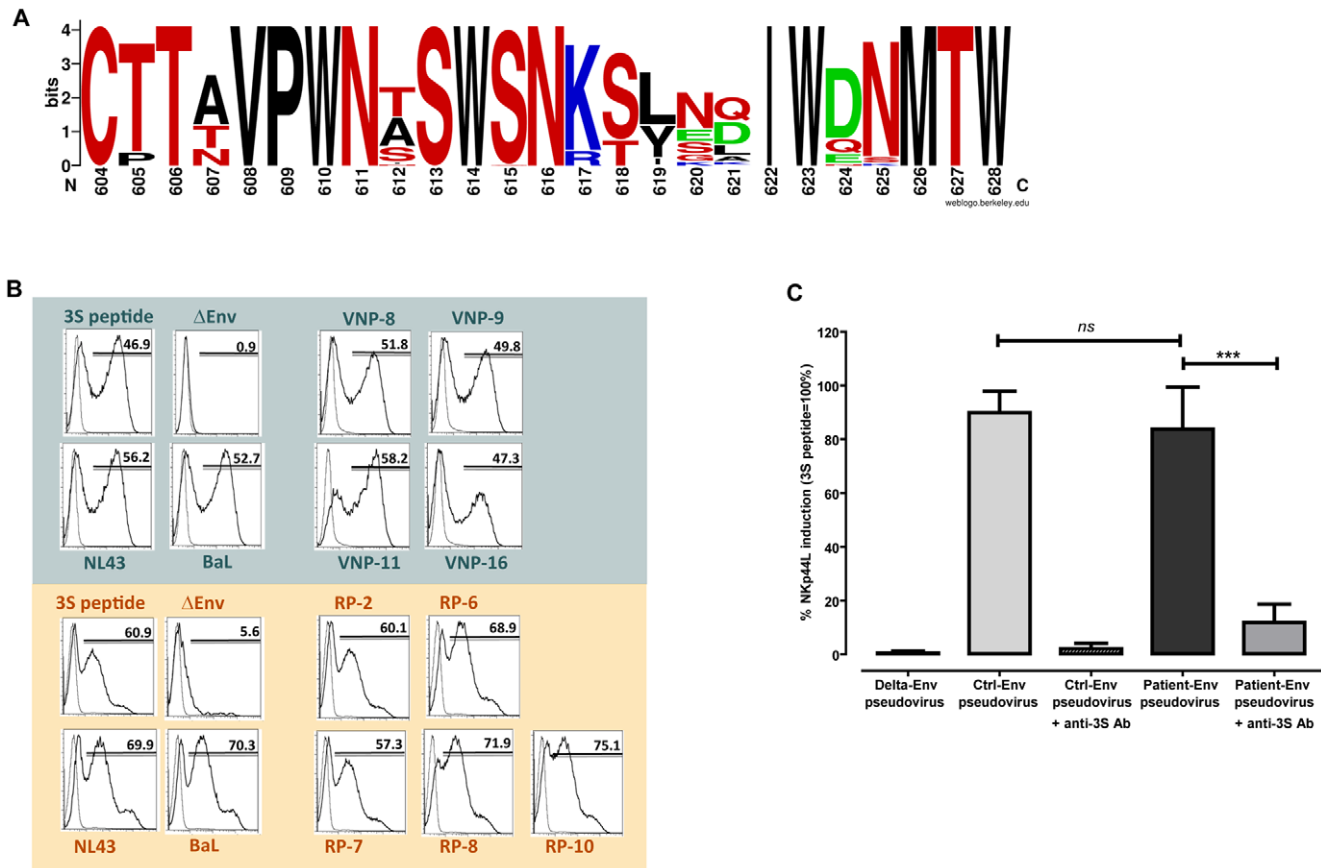 A
bits
4
3
2
1
0
CTTAVPWNTSWSNKSLNQIWDNMTW
PTARTYEDQS
NSSLE
GA
N
604 605 606 607 608 609 610 611 612 613 614 615 616 617 618 619 620 621 622 623 624 625 626 627 628
C
weblogo.berkeley.edu
B
3S peptide ΔEnv VNP-8 VNP-9
46.9 0.9 51.8 49.8
56.2 52.7 58.2 47.3
NL43 BaL VNP-11 VNP-16
3S peptide ΔEnv RP-2 RP-6
60.9 5.6 60.1 68.9
69.9 70.3 57.3 71.9 75.1
NL43 BaL RP-7 RP-8 RP-10
C
% NKp44L induction (3S peptide=100%)
120
100
80
60
40
20
0
ns
***
Delta-Env Ctrl-Env Ctrl-Env Patient-Env Patient-Env
pseudovirus pseudovirus pseudovirus pseudovirus pseudovirus
+ anti-3S Ab + anti-3S Ab